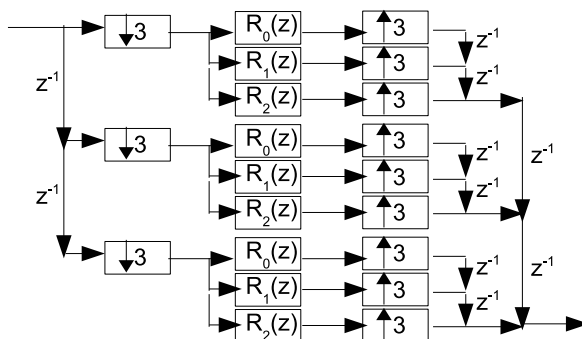 ↓3 R₀(z) ↑3 z⁻¹
R₁(z) ↑3 z⁻¹
z⁻¹ R₂(z) ↑3
↓3 R₀(z) ↑3 z⁻¹ z⁻¹
R₁(z) ↑3 z⁻¹
z⁻¹ R₂(z) ↑3
↓3 R₀(z) ↑3 z⁻¹ z⁻¹
R₁(z) ↑3 z⁻¹
R₂(z) ↑3